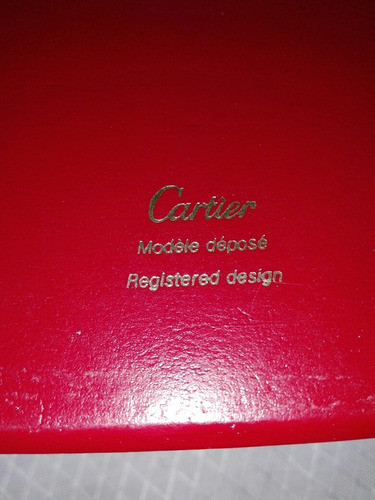 Cartier
Modèle déposé
Registered design